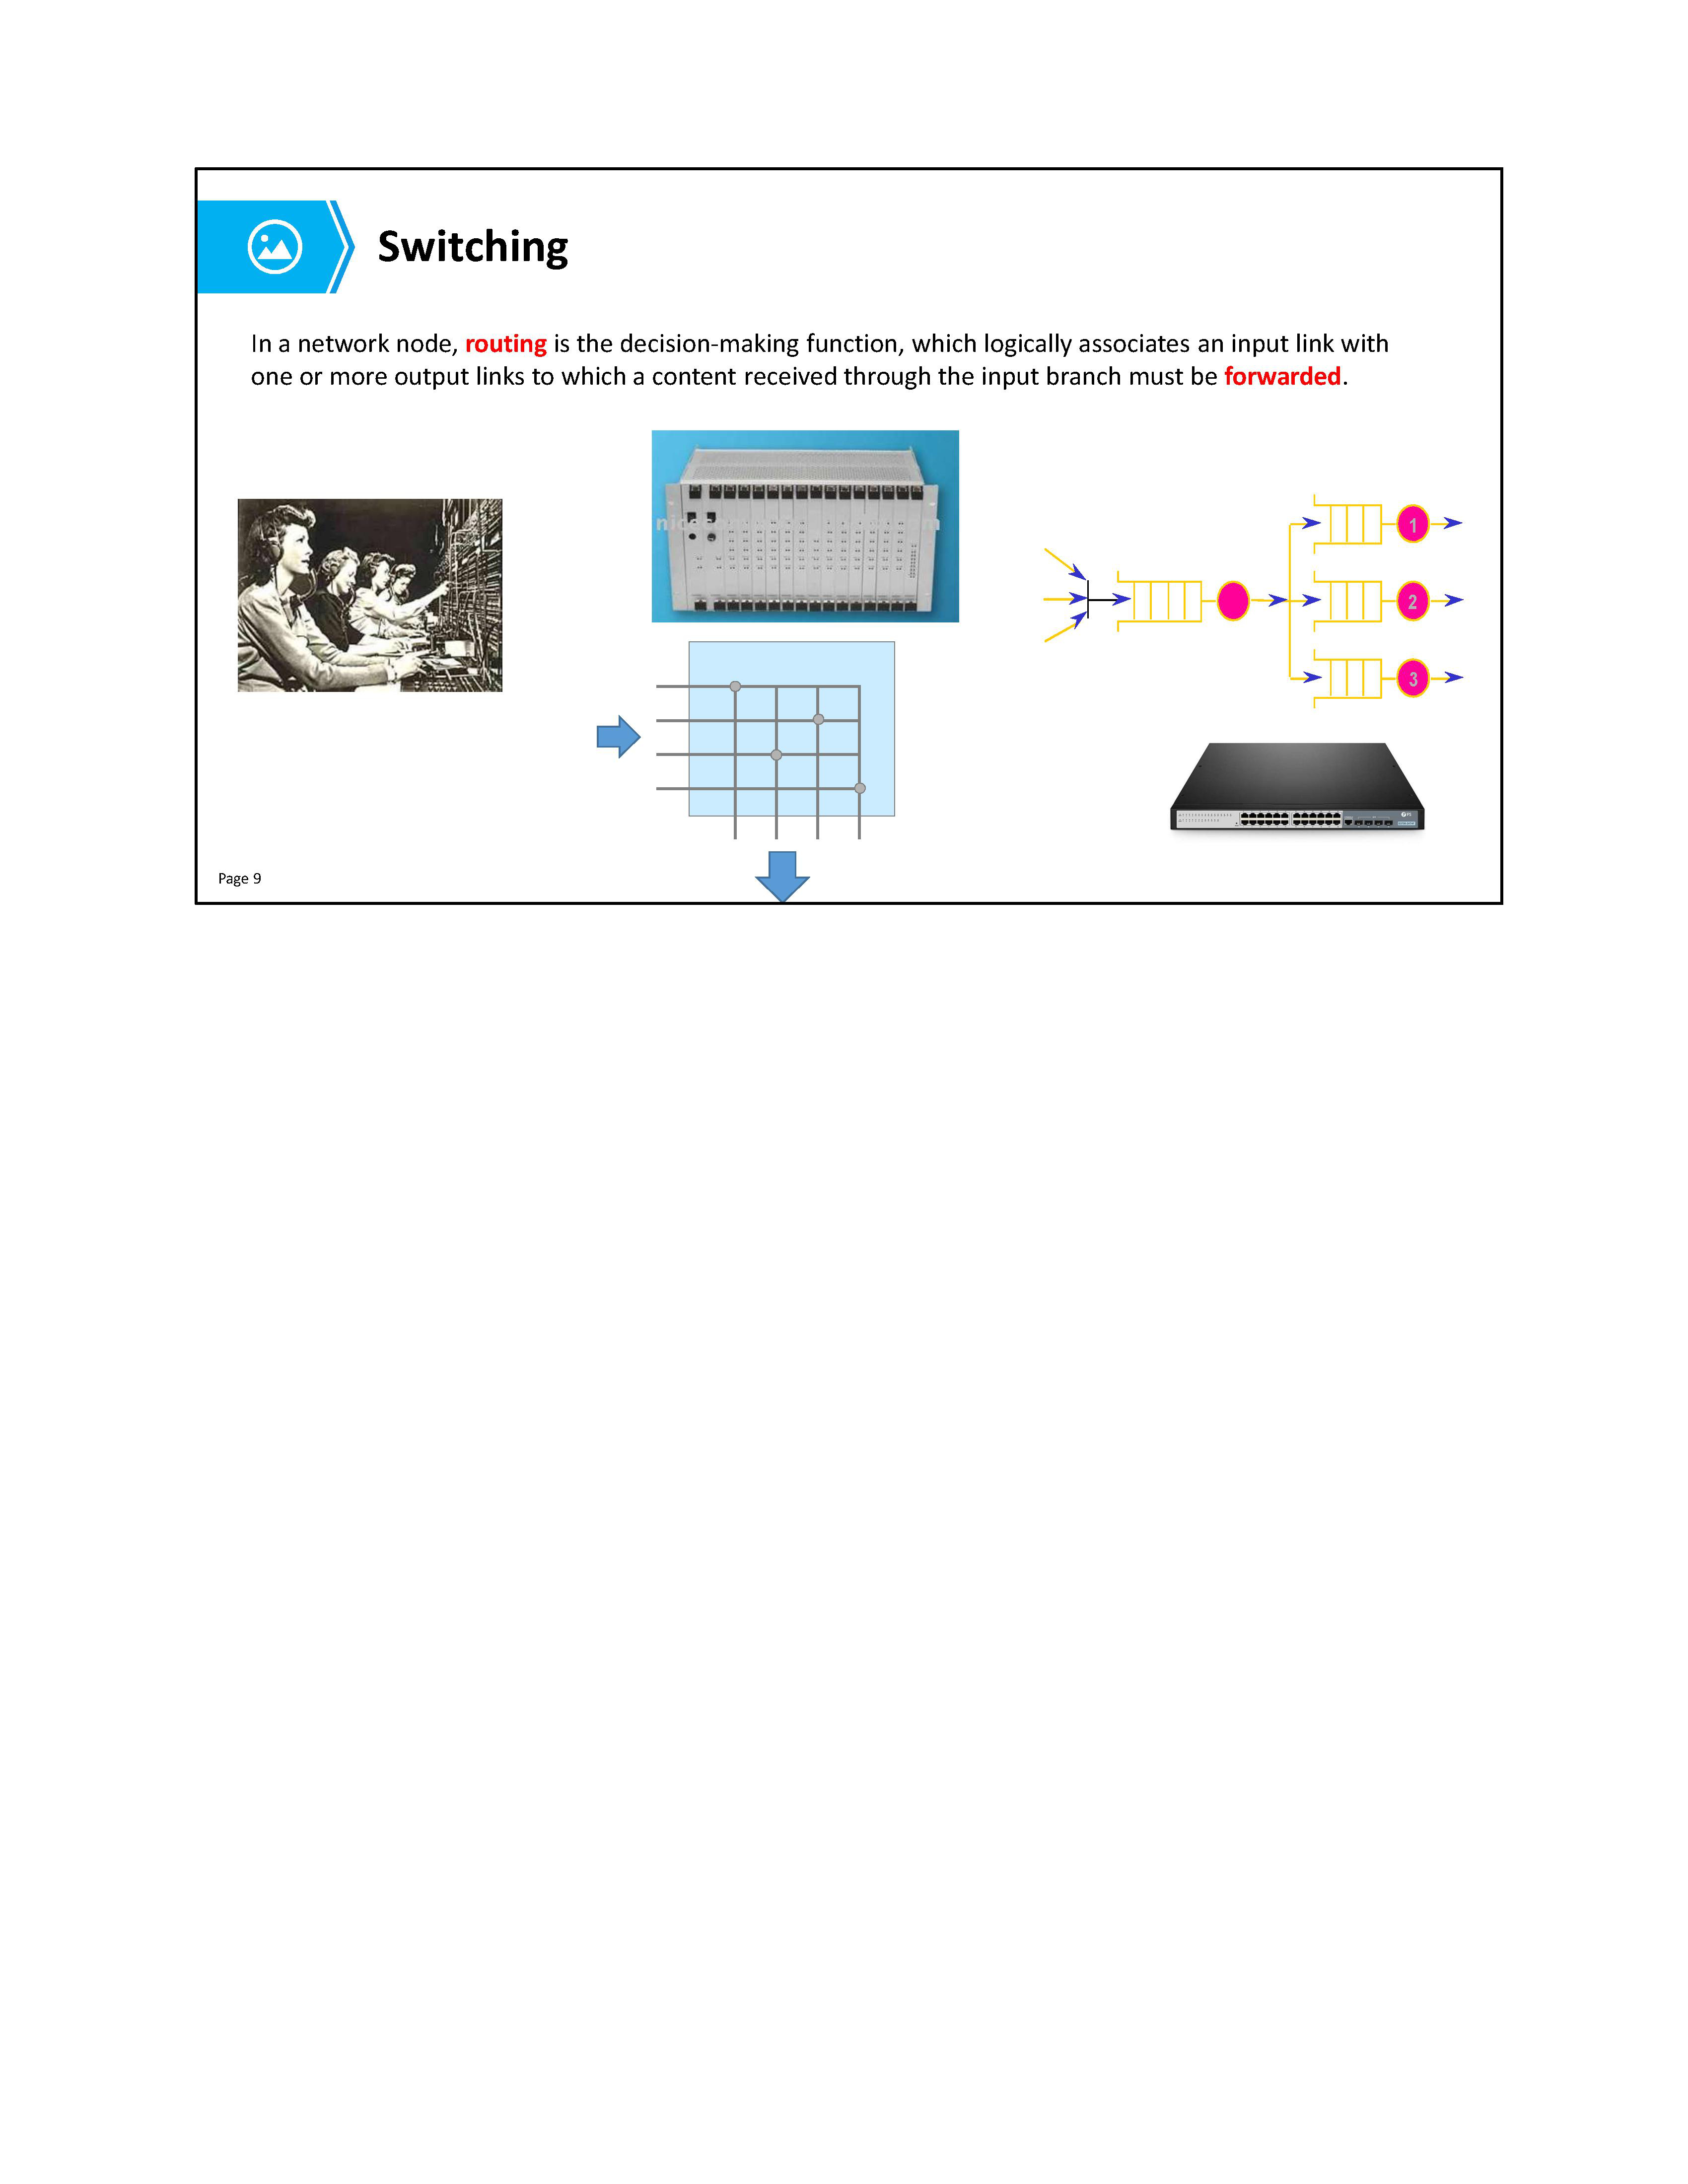 Switching
In a network node, routing is the decision-making function, which logically associates an input link with
one or more output links to which a content received through the input branch must be forwarded.
1
2
3
Page 9